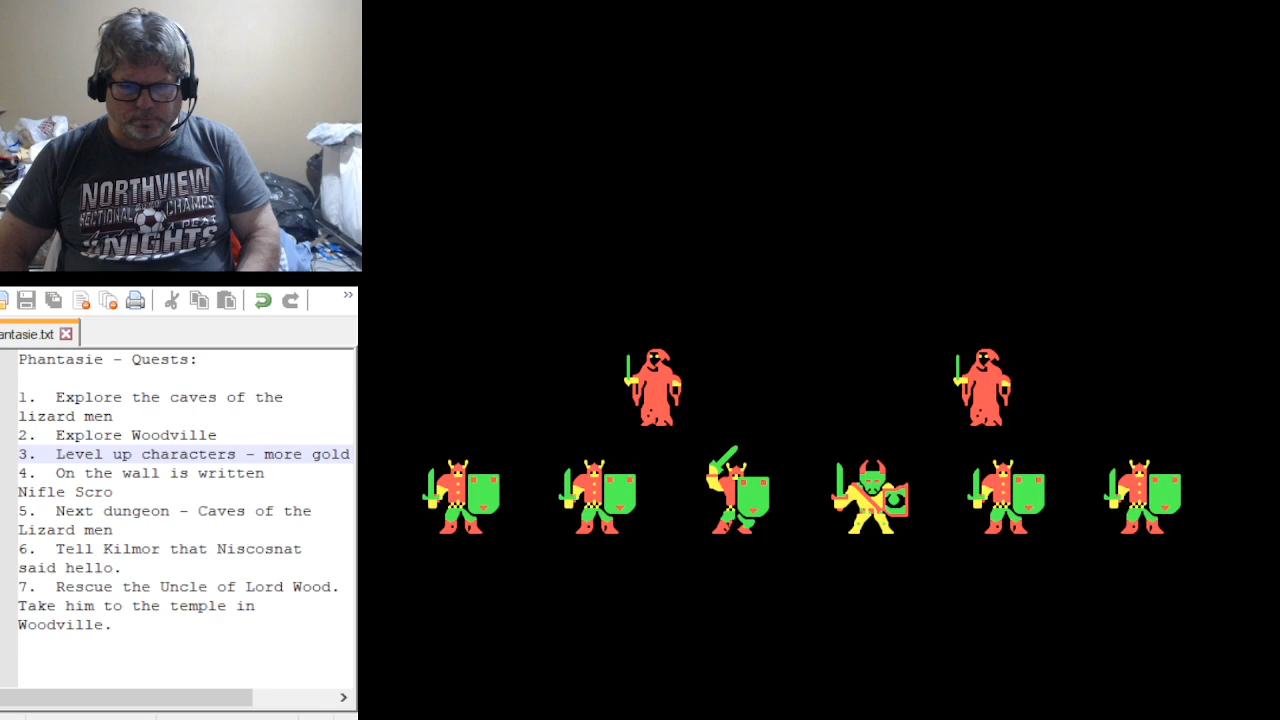 NORTHVIEW
SECTIONAL CHAMPS
KNIGHTS
antasie.txt
Phantasie - Quests:
1. Explore the caves of the
lizard men
2. Explore Woodville
3. Level up characters - more gold
4. On the wall is written
Nifle Scro
5. Next dungeon - Caves of the
Lizard men
6. Tell Kilmor that Niscosnat
said hello.
7. Rescue the Uncle of Lord Wood.
Take him to the temple in
Woodville.